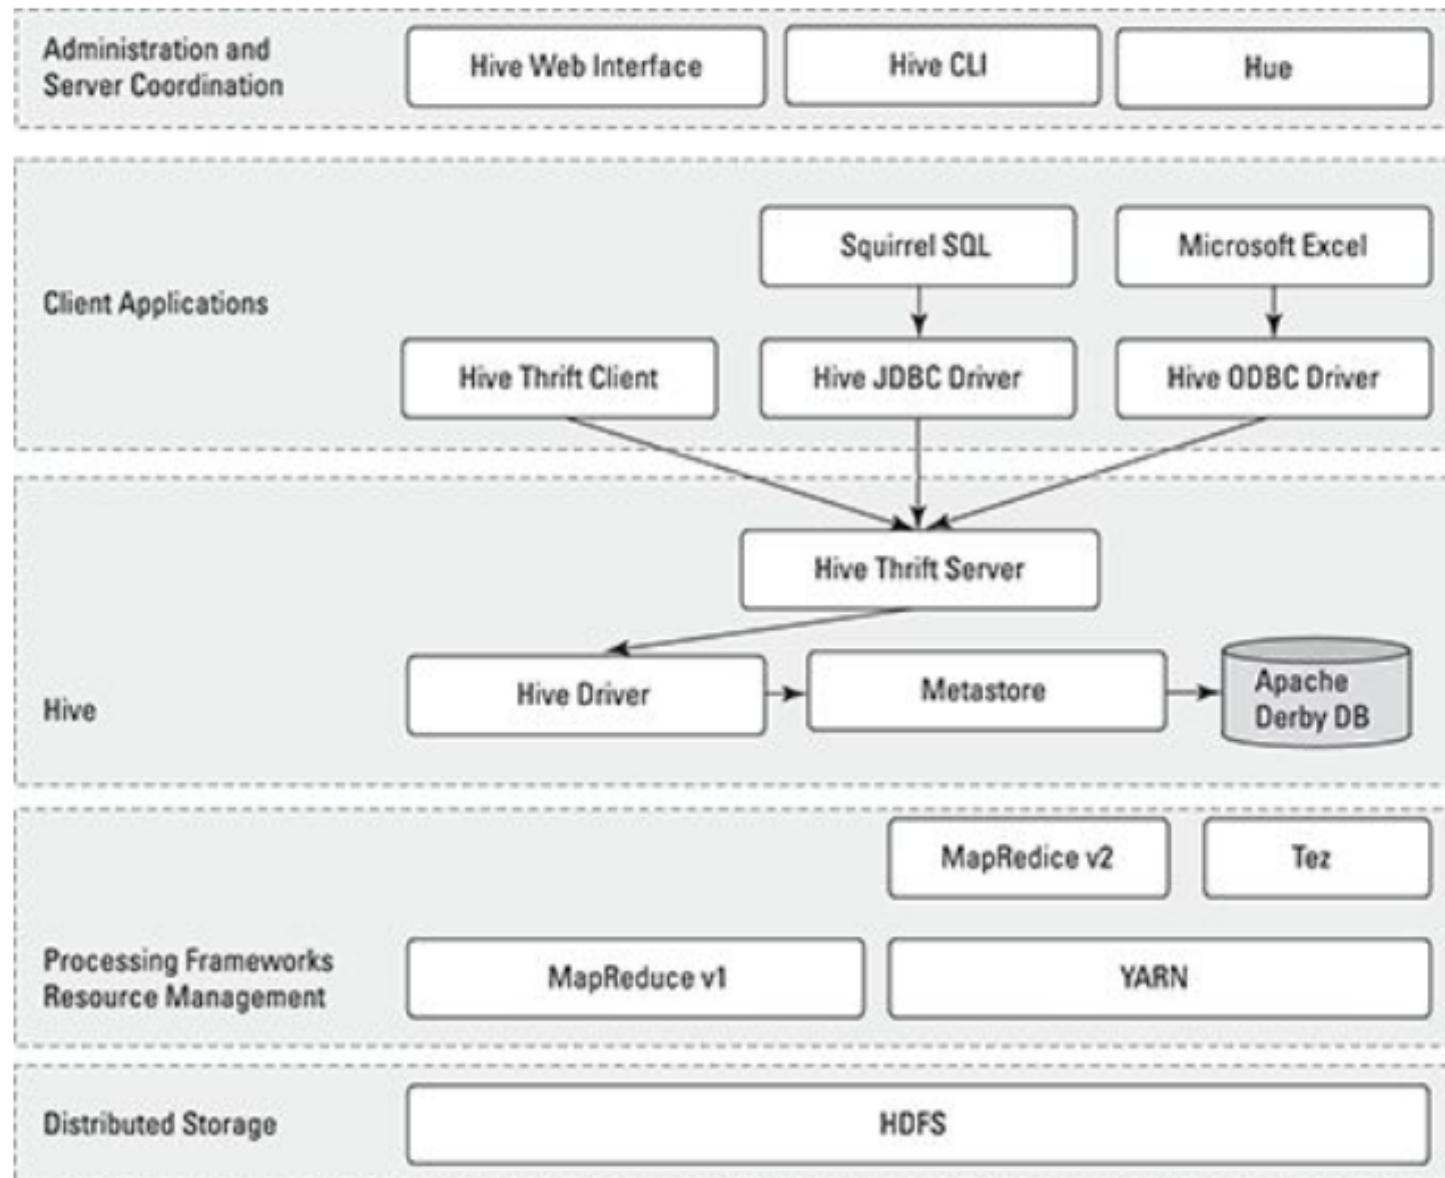 Administration and
Server Coordination
Hive Web Interface
Hive CLI
Hue
Client Applications
Squirrel SQL
Microsoft Excel
Hive Thrift Client
Hive JDBC Driver
Hive ODBC Driver
Hive
Hive Thrift Server
Hive Driver
Metastore
Apache
Derby DB
Processing Frameworks
Resource Management
MapRedice v2
Tez
MapReduce v1
YARN
Distributed Storage
HDFS